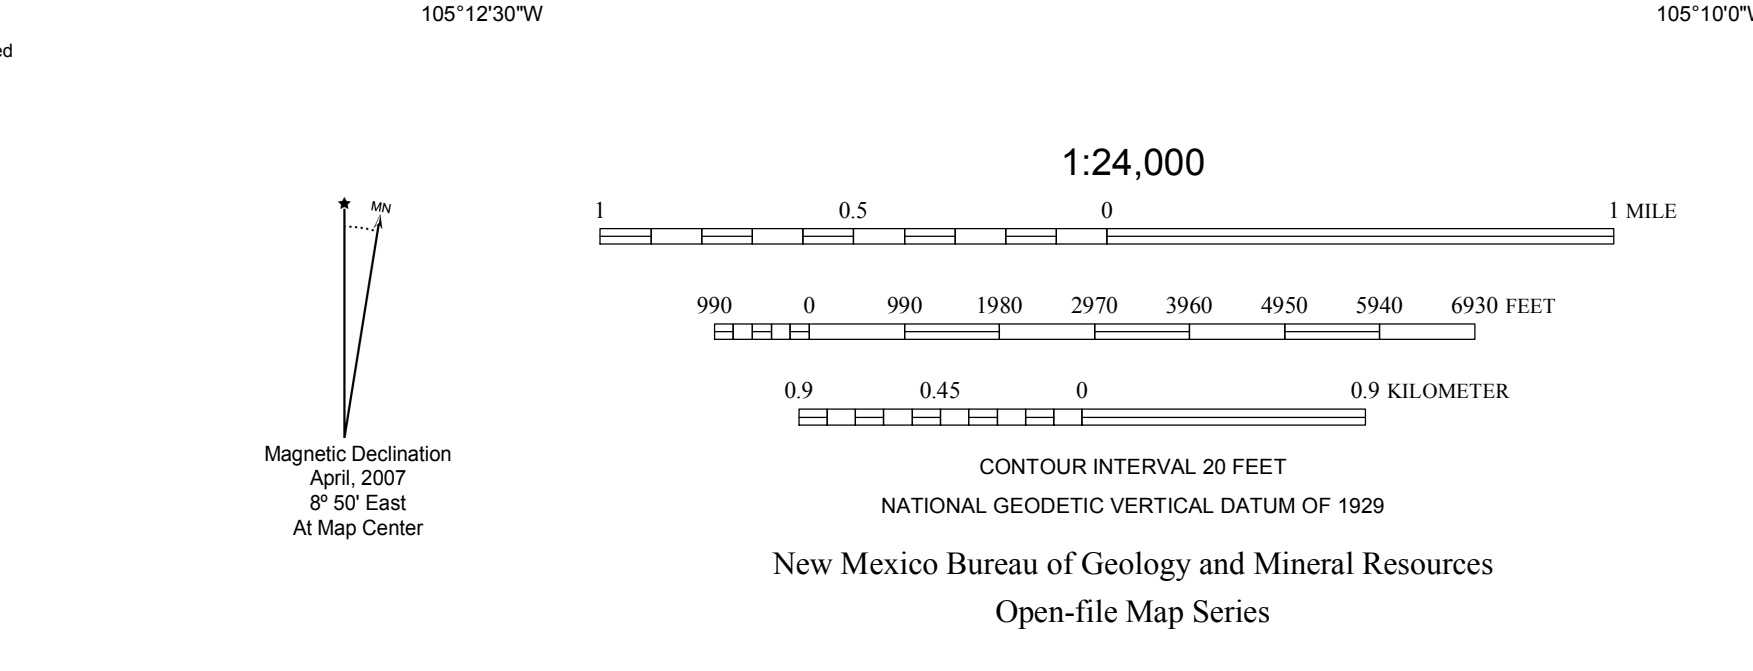 105°12'30"W 105°10'0"W
ed
1:24,000
MN
1 0.5 0 1 MILE
990 0 990 1980 2970 3960 4950 5940 6930 FEET
0.9 0.45 0 0.9 KILOMETER
Magnetic Declination
April, 2007
8º 50' East
At Map Center
CONTOUR INTERVAL 20 FEET
NATIONAL GEODETIC VERTICAL DATUM OF 1929
New Mexico Bureau of Geology and Mineral Resources
Open-file Map Series